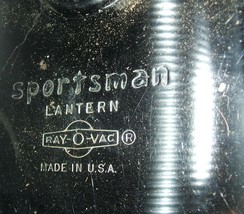 sportsman
LANTERN
RAY-O-VAC ®
MADE IN U.S.A.